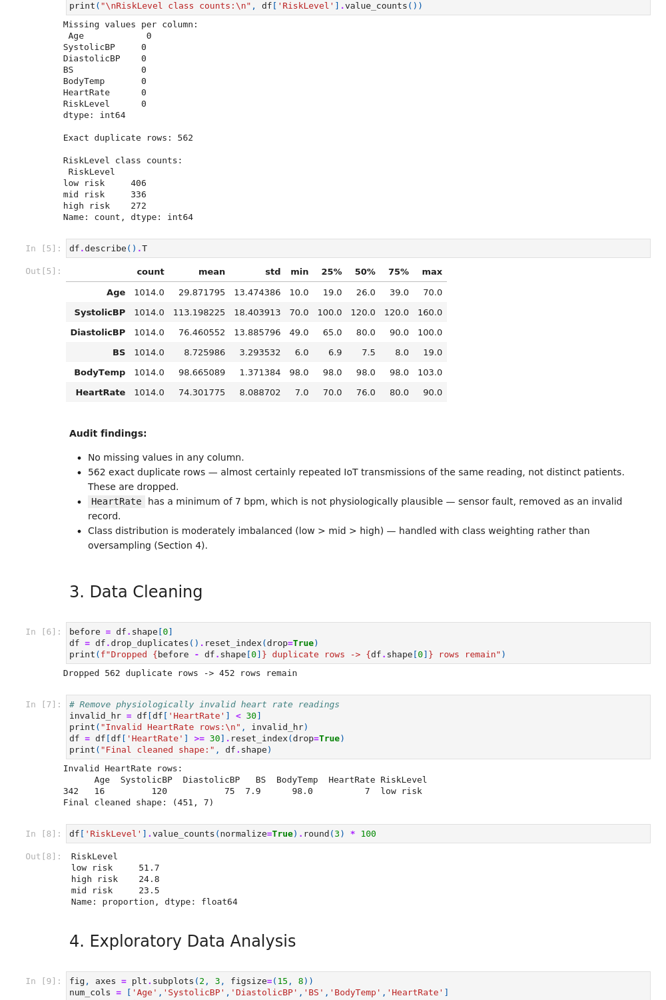 print("\nRiskLevel class counts:\n", df['RiskLevel'].value_counts())
Missing values per column:
Age            0
SystolicBP     0
DiastolicBP    0
BS             0
BodyTemp       0
HeartRate      0
RiskLevel      0
dtype: int64
Exact duplicate rows: 562
RiskLevel class counts:
RiskLevel
low risk     406
mid risk     336
high risk    272
Name: count, dtype: int64
In [5]: df.describe().T
Out[5]: count mean std min 25% 50% 75% max
Age 1014.0 29.871795 13.474386 10.0 19.0 26.0 39.0 70.0
SystolicBP 1014.0 113.198225 18.403913 70.0 100.0 120.0 120.0 160.0
DiastolicBP 1014.0 76.460552 13.885796 49.0 65.0 80.0 90.0 100.0
BS 1014.0 8.725986 3.293532 6.0 6.9 7.5 8.0 19.0
BodyTemp 1014.0 98.665089 1.371384 98.0 98.0 98.0 98.0 103.0
HeartRate 1014.0 74.301775 8.088702 7.0 70.0 76.0 80.0 90.0
Audit findings:
• No missing values in any column.
• 562 exact duplicate rows — almost certainly repeated IoT transmissions of the same reading, not distinct patients.
These are dropped.
• HeartRate has a minimum of 7 bpm, which is not physiologically plausible — sensor fault, removed as an invalid
record.
• Class distribution is moderately imbalanced (low > mid > high) — handled with class weighting rather than
oversampling (Section 4).
3. Data Cleaning
In [6]: before = df.shape[0]
df = df.drop_duplicates().reset_index(drop=True)
print(f"Dropped {before - df.shape[0]} duplicate rows -> {df.shape[0]} rows remain")
Dropped 562 duplicate rows -> 452 rows remain
In [7]: # Remove physiologically invalid heart rate readings
invalid_hr = df[df['HeartRate'] < 30]
print("Invalid HeartRate rows:\n", invalid_hr)
df = df[df['HeartRate'] >= 30].reset_index(drop=True)
print("Final cleaned shape:", df.shape)
Invalid HeartRate rows:
Age  SystolicBP  DiastolicBP   BS  BodyTemp  HeartRate RiskLevel
342   16         120           75  7.9      98.0          7  low risk
Final cleaned shape: (451, 7)
In [8]: df['RiskLevel'].value_counts(normalize=True).round(3) * 100
Out[8]: RiskLevel
low risk     51.7
high risk    24.8
mid risk     23.5
Name: proportion, dtype: float64
4. Exploratory Data Analysis
In [9]: fig, axes = plt.subplots(2, 3, figsize=(15, 8))
num_cols = ['Age','SystolicBP','DiastolicBP','BS','BodyTemp','HeartRate']